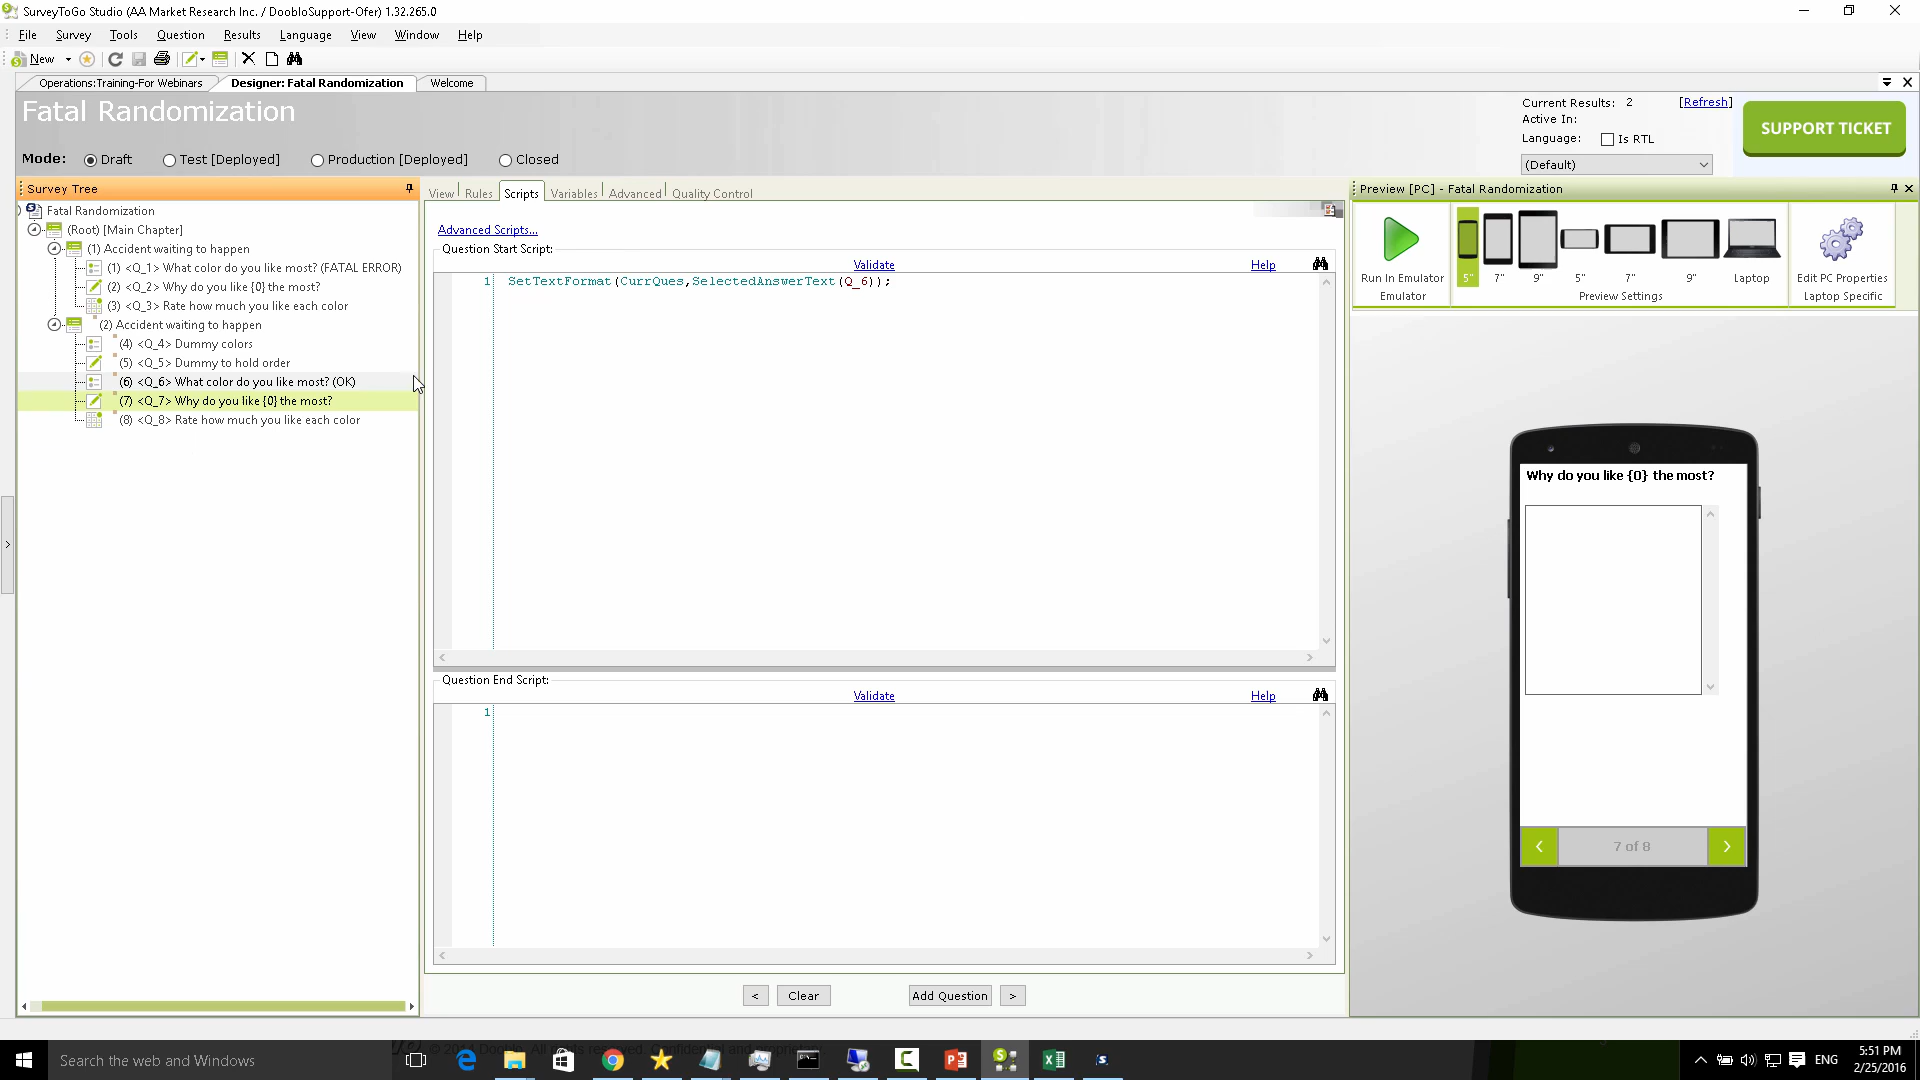 SurveyToGo Studio (AA Market Research Inc. / DoobloSupport-Ofer) 1.32.265.0
File Survey Tools Question Results Language View Window Help
New
Operations:Training-For Webinars Designer: Fatal Randomization Welcome
Fatal Randomization
Current Results: 2 [Refresh]
Active In:
Language: Is RTL
(Default)
SUPPORT TICKET
Mode: Draft Test [Deployed] Production [Deployed] Closed
Survey Tree
Fatal Randomization
(Root) [Main Chapter]
(1) Accident waiting to happen
(1) <Q_1> What color do you like most? (FATAL ERROR)
(2) <Q_2> Why do you like {0} the most?
(3) <Q_3> Rate how much you like each color
(2) Accident waiting to happen
(4) <Q_4> Dummy colors
(5) <Q_5> Dummy to hold order
(6) <Q_6> What color do you like most? (OK)
(7) <Q_7> Why do you like {0} the most?
(8) <Q_8> Rate how much you like each color
View Rules Scripts Variables Advanced Quality Control
Advanced Scripts...
Question Start Script:
Validate Help
1 SetTextFormat(CurrQues,SelectedAnswerText(Q_6));
Question End Script:
Validate Help
1
< Clear Add Question >
Preview [PC] - Fatal Randomization
Run In Emulator 5" 7" 9" 5" 7" 9" Laptop Edit PC Properties
Emulator Preview Settings Laptop Specific
Why do you like {0} the most?
7 of 8
Search the web and Windows
ENG
5:51 PM
2/25/2016